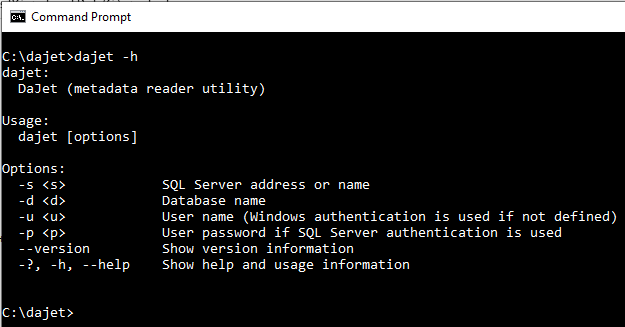 Command Prompt
C:\dajet>dajet -h
dajet:
  DaJet (metadata reader utility)
Usage:
  dajet [options]
Options:
  -s <s>            SQL Server address or name
  -d <d>            Database name
  -u <u>            User name (Windows authentication is used if not defined)
  -p <p>            User password if SQL Server authentication is used
  --version         Show version information
  -?, -h, --help    Show help and usage information
C:\dajet>